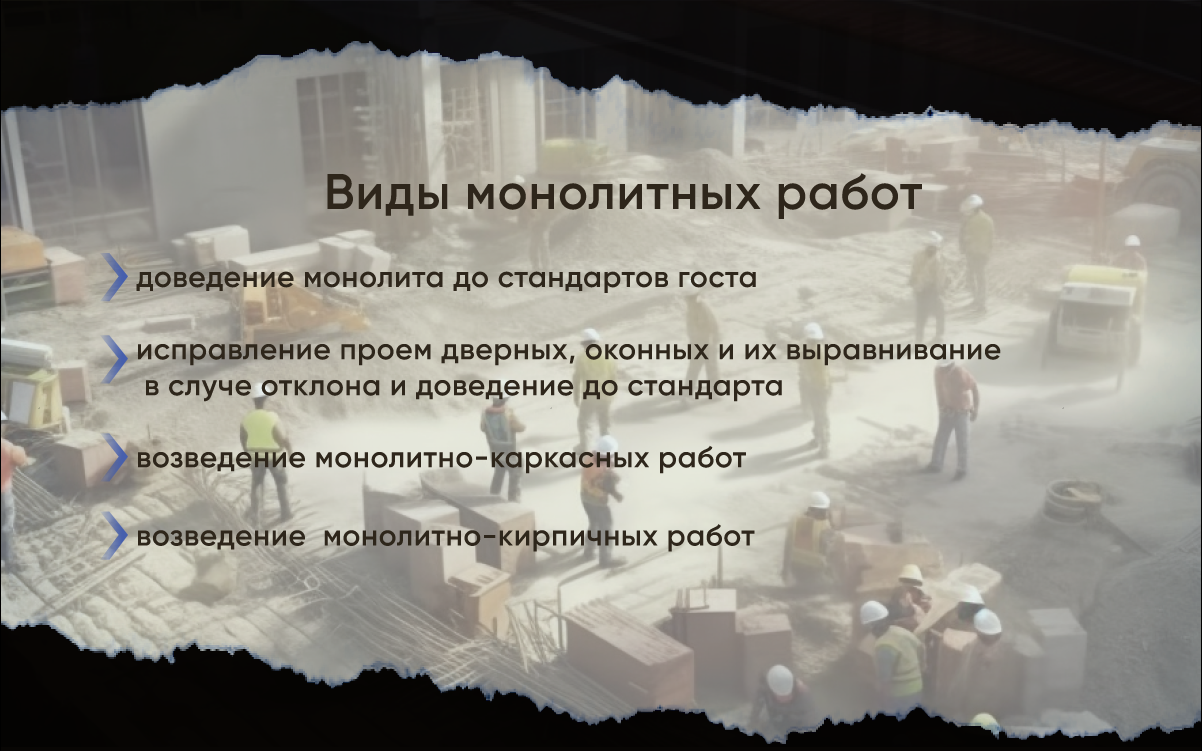 Виды монолитных работ
доведение монолита до стандартов госта
исправление проем дверных, оконных и их выравнивание
в случе отклона и доведение до стандарта
возведение монолитно-каркасных работ
возведение монолитно-кирпичных работ